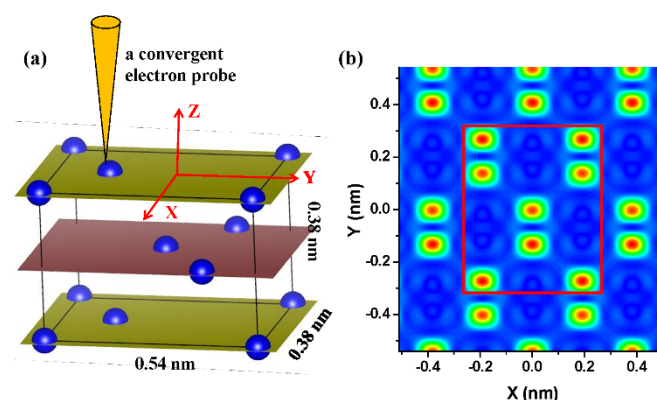 (a)
a convergent
electron probe
Z
Y
X
0.38 nm
0.38 nm
0.54 nm
(b)
Y (nm)
0.4
0.2
0.0
-0.2
-0.4
-0.4 -0.2 0.0 0.2 0.4
X (nm)